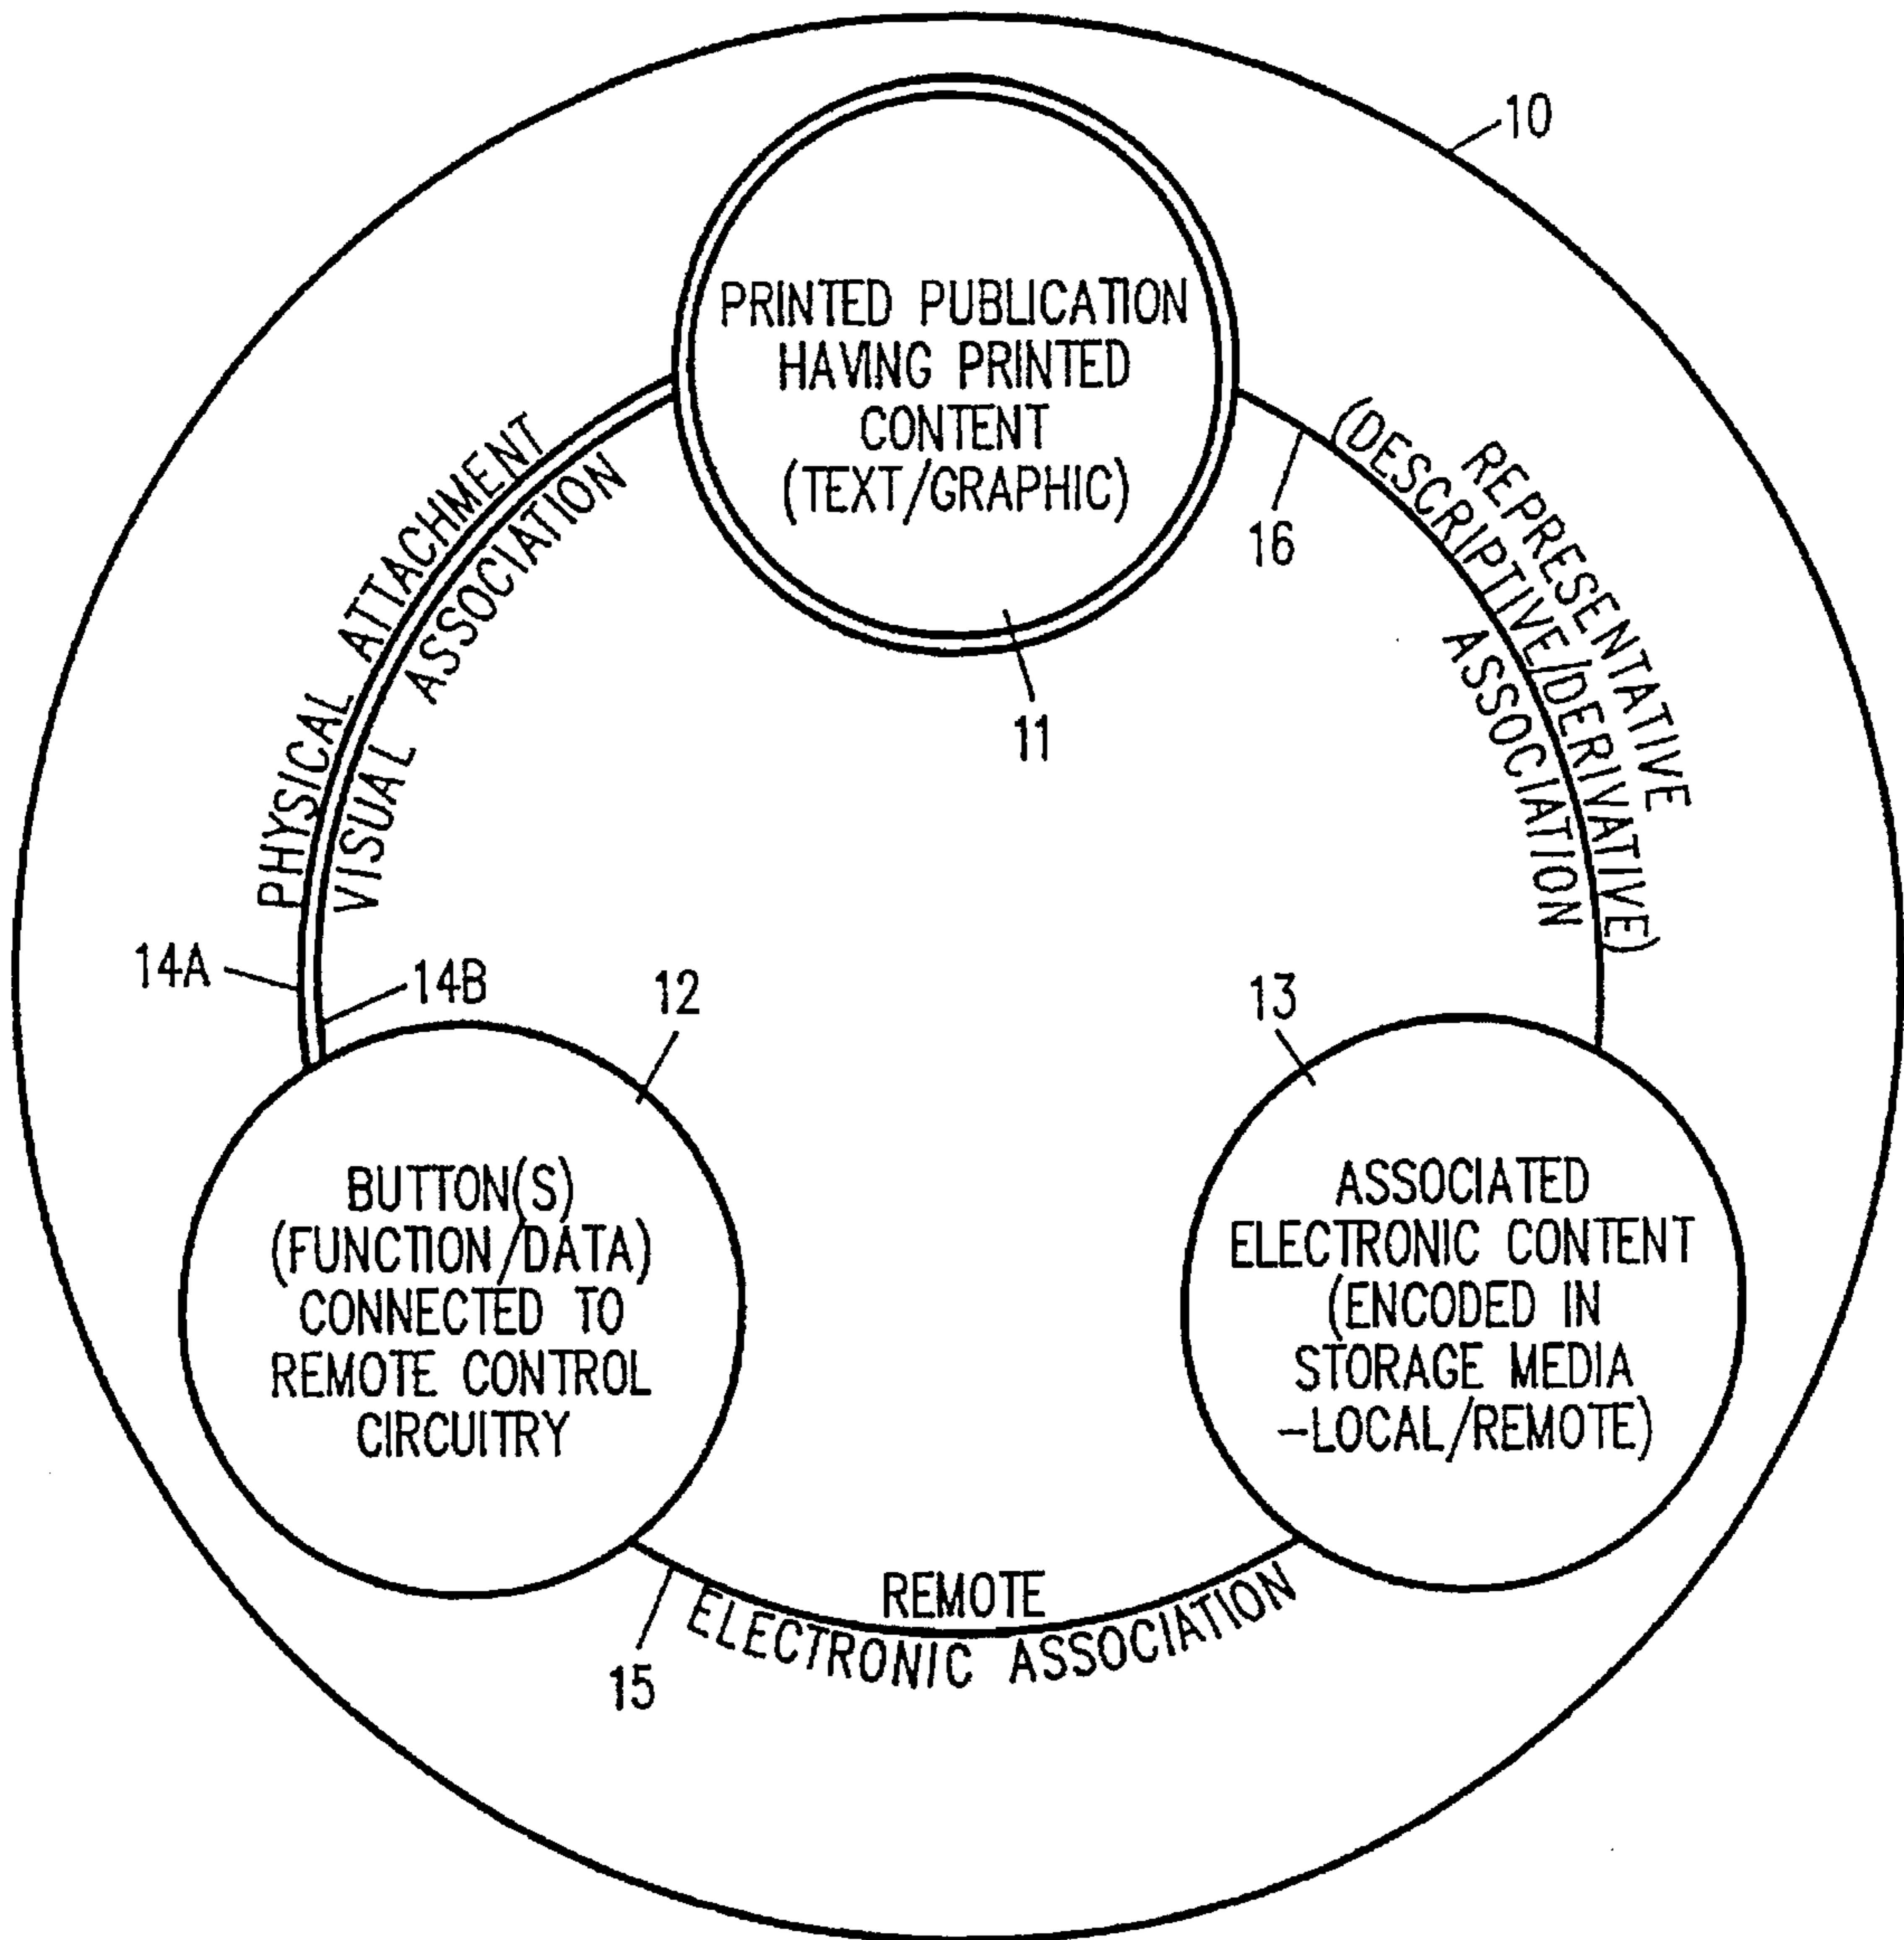 10
PRINTED PUBLICATION
HAVING PRINTED
CONTENT
(TEXT/GRAPHIC)
11
16
PHYSICAL ATTACHMENT
VISUAL ASSOCIATION
REPRESENTATIVE
(DESCRIPTIVE/DERIVATIVE)
ASSOCIATION
14A
14B
12
13
BUTTON(S)
(FUNCTION/DATA)
CONNECTED TO
REMOTE CONTROL
CIRCUITRY
ASSOCIATED
ELECTRONIC CONTENT
(ENCODED IN
STORAGE MEDIA
-LOCAL/REMOTE)
REMOTE
ELECTRONIC ASSOCIATION
15